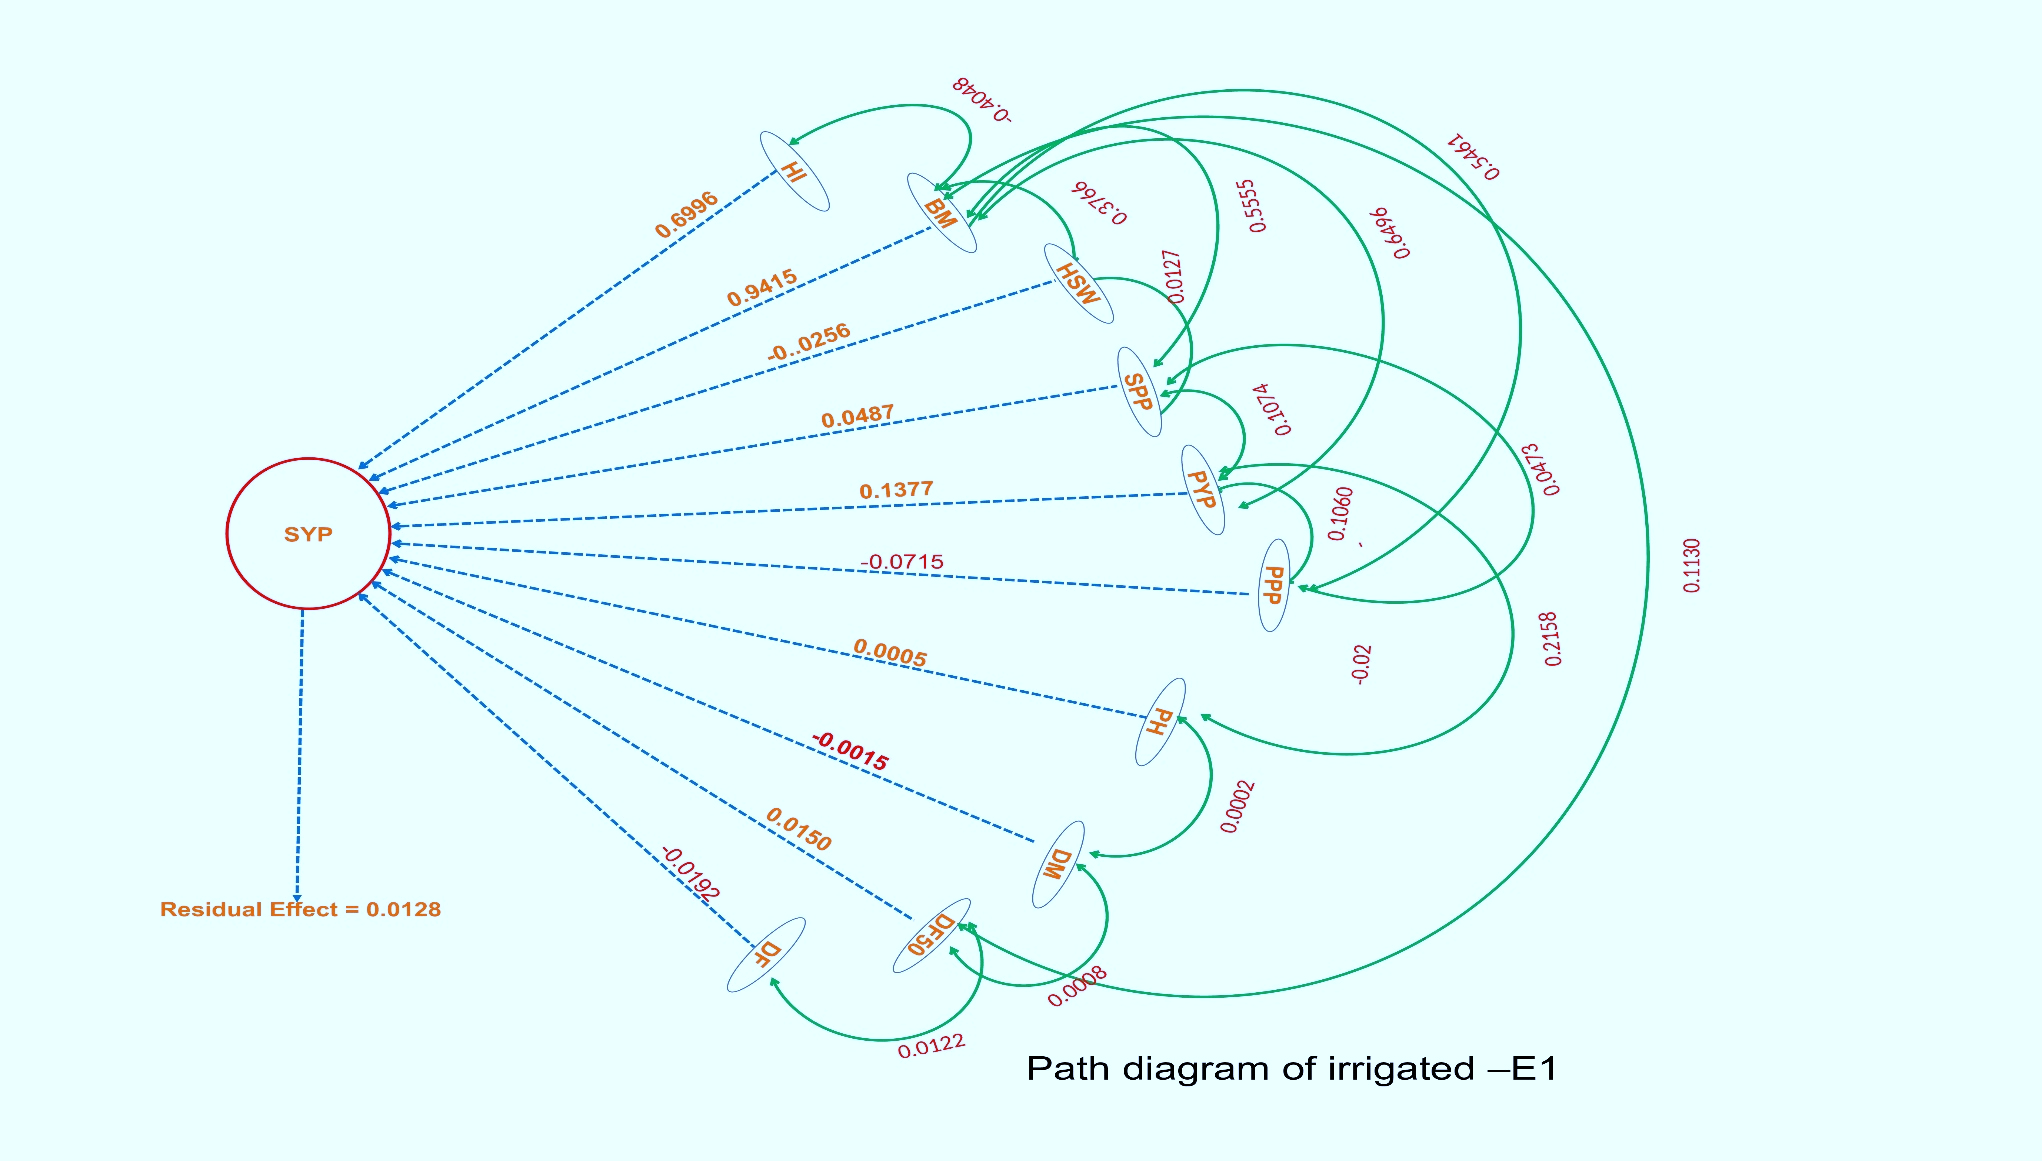 -0.4048
HI
0.6996
BM
0.5461
0.3766
0.5555
0.6496
0.9415
HSW
0.0127
-0..0256
SPP
0.0487
0.1074
0.0473
PYP
0.1377
0.1060
-
SYP
-0.0715
PPP
0.1130
0.0005
-0.02
0.2158
PH
-0.0015
0.0002
0.0150
DM
-0.0192
DF50
DF
0.0008
Residual Effect = 0.0128
0.0122
Path diagram of irrigated –E1